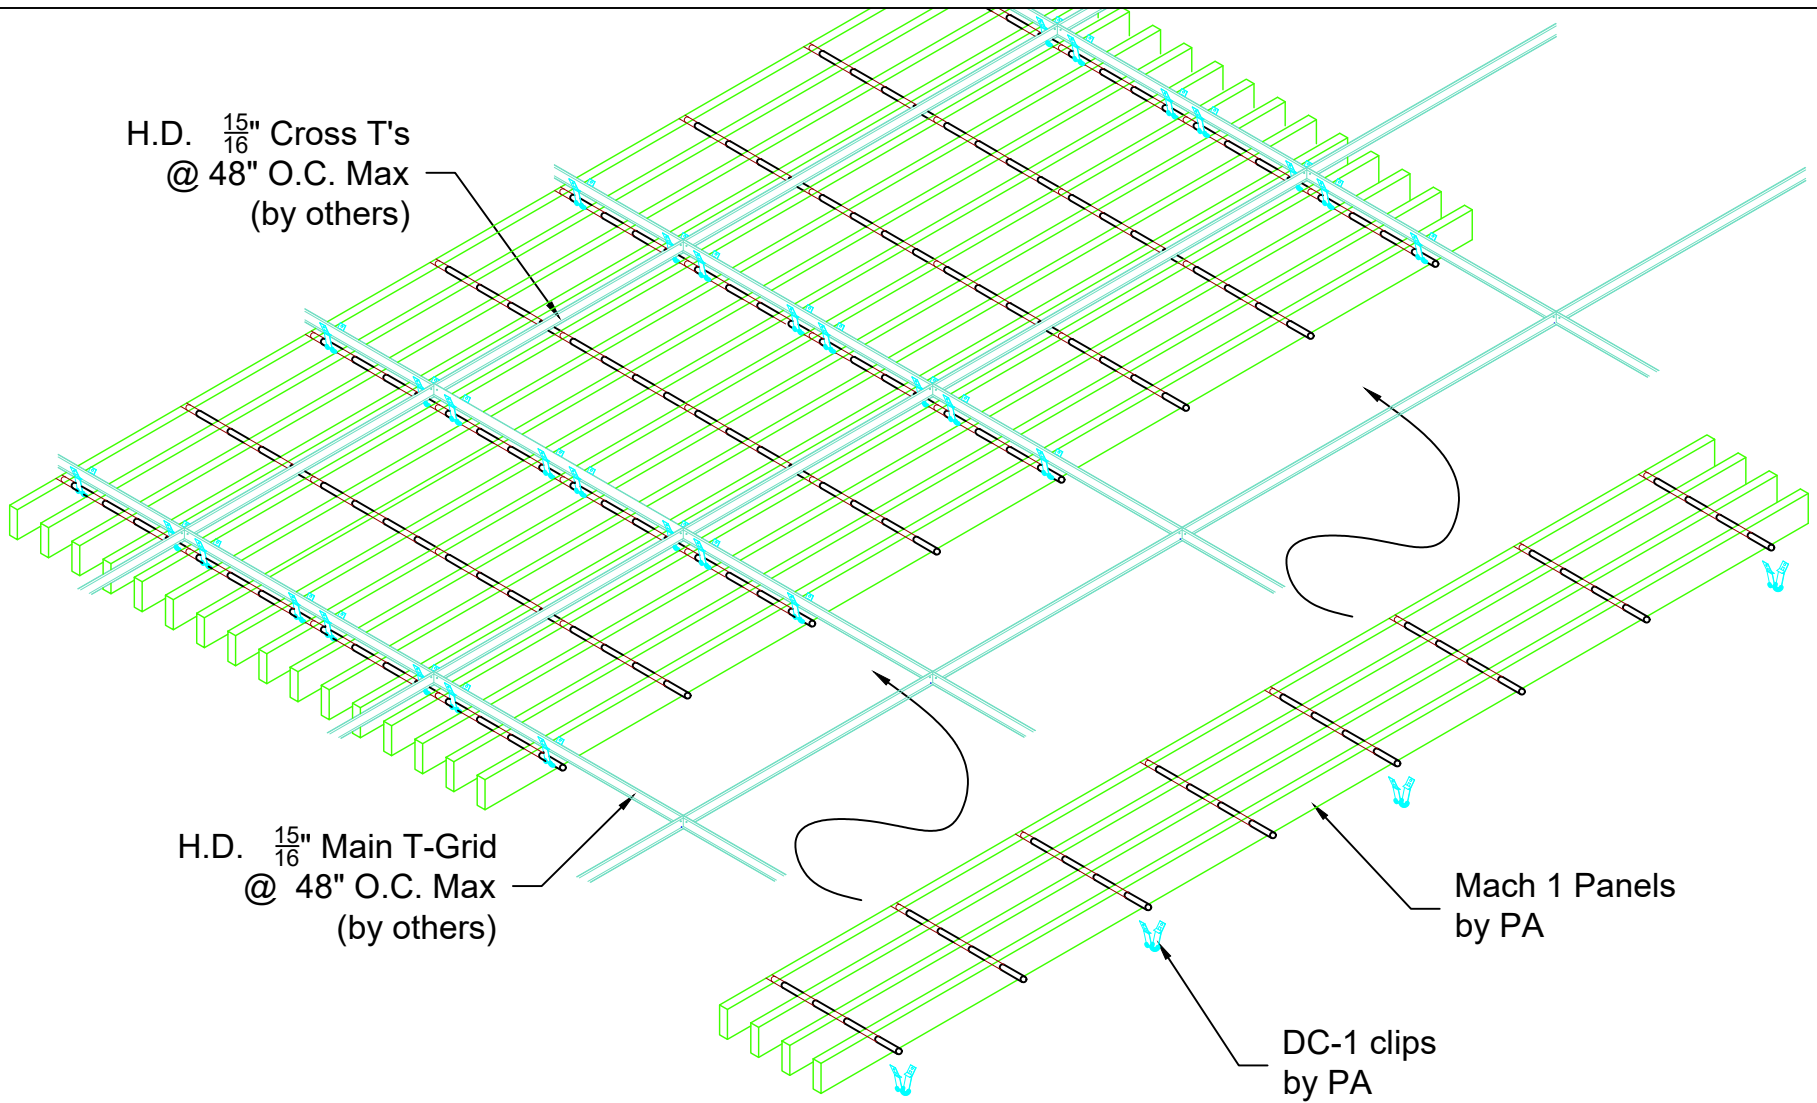 H.D. 15/16" Cross T's
@ 48" O.C. Max
(by others)
H.D. 15/16" Main T-Grid
@ 48" O.C. Max
(by others)
Mach 1 Panels
by PA
DC-1 clips
by PA